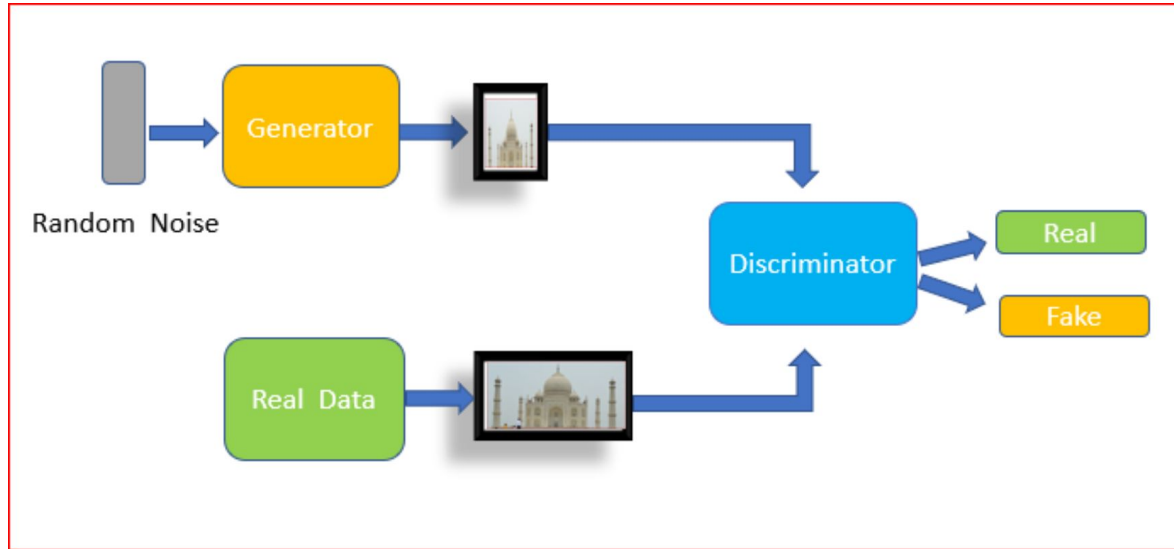 Generator
Random Noise
Discriminator
Real
Fake
Real Data